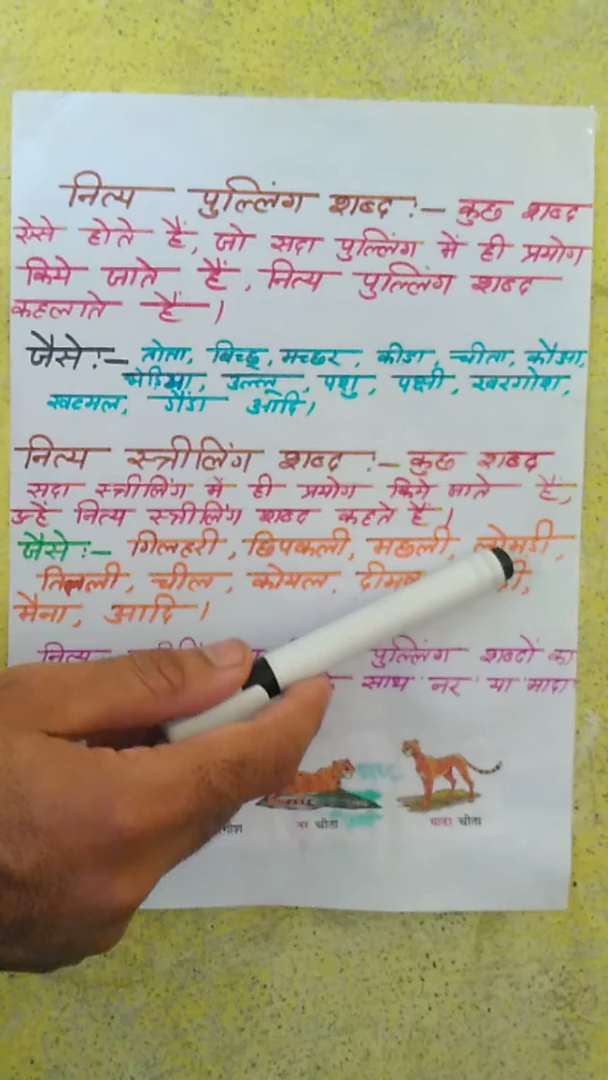 नित्य पुल्लिंग शब्द :- कुछ शब्द
ऐसे होते हैं, जो सदा पुल्लिंग में ही प्रयोग
किये जाते हैं, नित्य पुल्लिंग शब्द
कहलाते हैं।
जैसे :- तोता, बिच्छू, मच्छर, कीडा, चीता, कौआ,
भेडिया, उल्लू, पशु, पक्षी, खरगोश,
खटमल, गैंडा आदि।
नित्य स्त्रीलिंग शब्द :- कुछ शब्द
सदा स्त्रीलिंग में ही प्रयोग किये जाते हैं,
उन्हें नित्य स्त्रीलिंग शब्द कहते हैं।
जैसे :- गिलहरी, छिपकली, मछली, लोमडी,
तितली, चील, कोयल, दीमक
मैना, आदि।
नित्य पुल्लिंग शब्दों का
साथ नर या मादा
नर चीता
मादा चीता